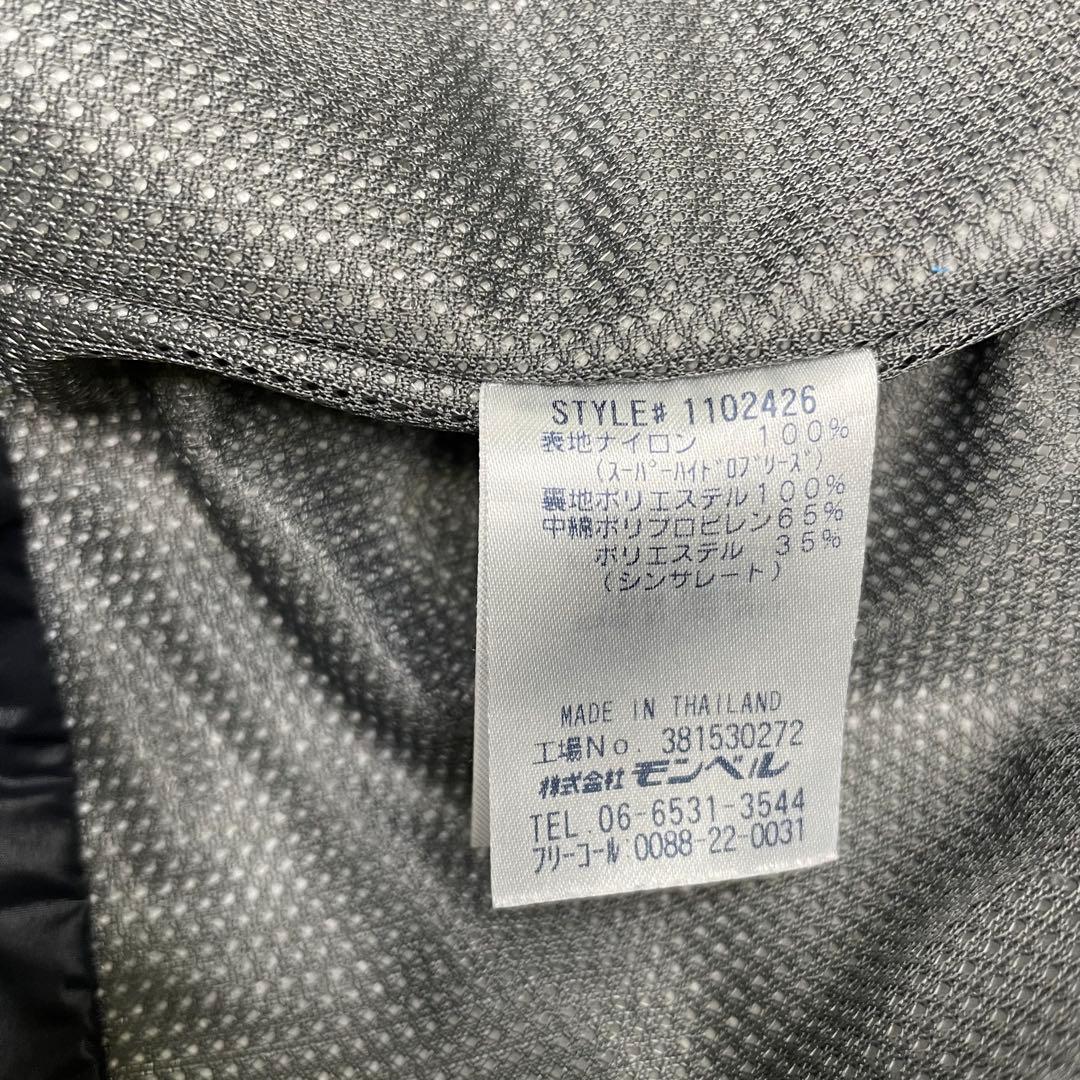 STYLE# 1102426
表地ナイロン 100%
(スーパーハイドロブリーズ)
裏地ポリエステル100%
中綿ポリプロピレン65%
ポリエステル 35%
(シンサレート)
MADE IN THAILAND
工場No. 381530272
株式会社モンベル
TEL.06-6531-3544
フリーコール 0088-22-0031